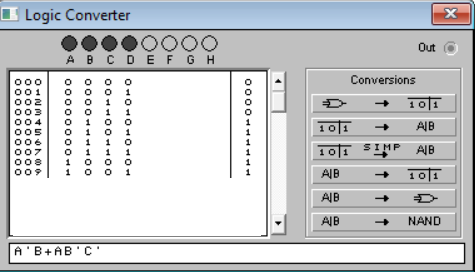 Logic Converter
Out
A B C D E F G H
000 0 0 0 0 0
001 0 0 0 1 0
002 0 0 1 0 0
003 0 0 1 1 0
004 0 1 0 0 1
005 0 1 0 1 1
006 0 1 1 0 1
007 0 1 1 1 1
008 1 0 0 0 1
009 1 0 0 1 1
Conversions
→ 1 0 1
1 0 1 → A|B
1 0 1 SIMP → A|B
A|B → 1 0 1
A|B →
A|B → NAND
A'B+AB'C'